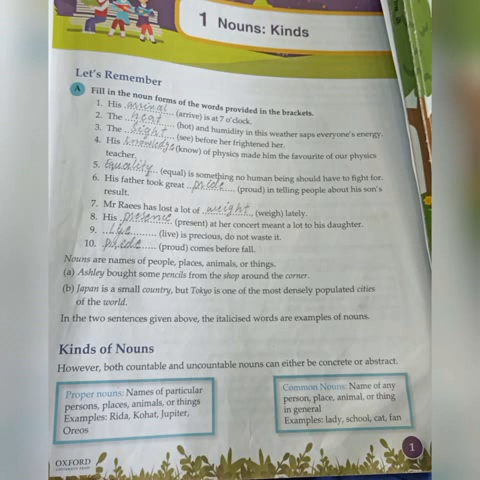 1 Nouns: Kinds
Let's Remember
A Fill in the noun forms of the words provided in the brackets.
1. His arrival (arrive) is at 7 o'clock.
2. The heat (hot) and humidity in this weather saps everyone's energy.
3. The sight (see) before her frightened her.
4. His knowledge (know) of physics made him the favourite of our physics
teacher.
5. Equality (equal) is something no human being should have to fight for.
6. His father took great pride (proud) in telling people about his son's
result.
7. Mr Raees has lost a lot of weight (weigh) lately.
8. His presence (present) at her concert meant a lot to his daughter.
9. (live) is precious, do not waste it.
10. pride (proud) comes before fall.
Nouns are names of people, places, animals, or things.
(a) Ashley bought some pencils from the shop around the corner.
(b) Japan is a small country, but Tokyo is one of the most densely populated cities
of the world.
In the two sentences given above, the italicised words are examples of nouns.
Kinds of Nouns
However, both countable and uncountable nouns can either be concrete or abstract.
Proper nouns: Names of particular
persons, places, animals, or things
Examples: Rida, Kohat, Jupiter,
Oreos
Common Nouns: Name of any
person, place, animal, or thing
in general
Examples: lady, school, cat, fan
OXFORD
UNIVERSITY PRESS
1